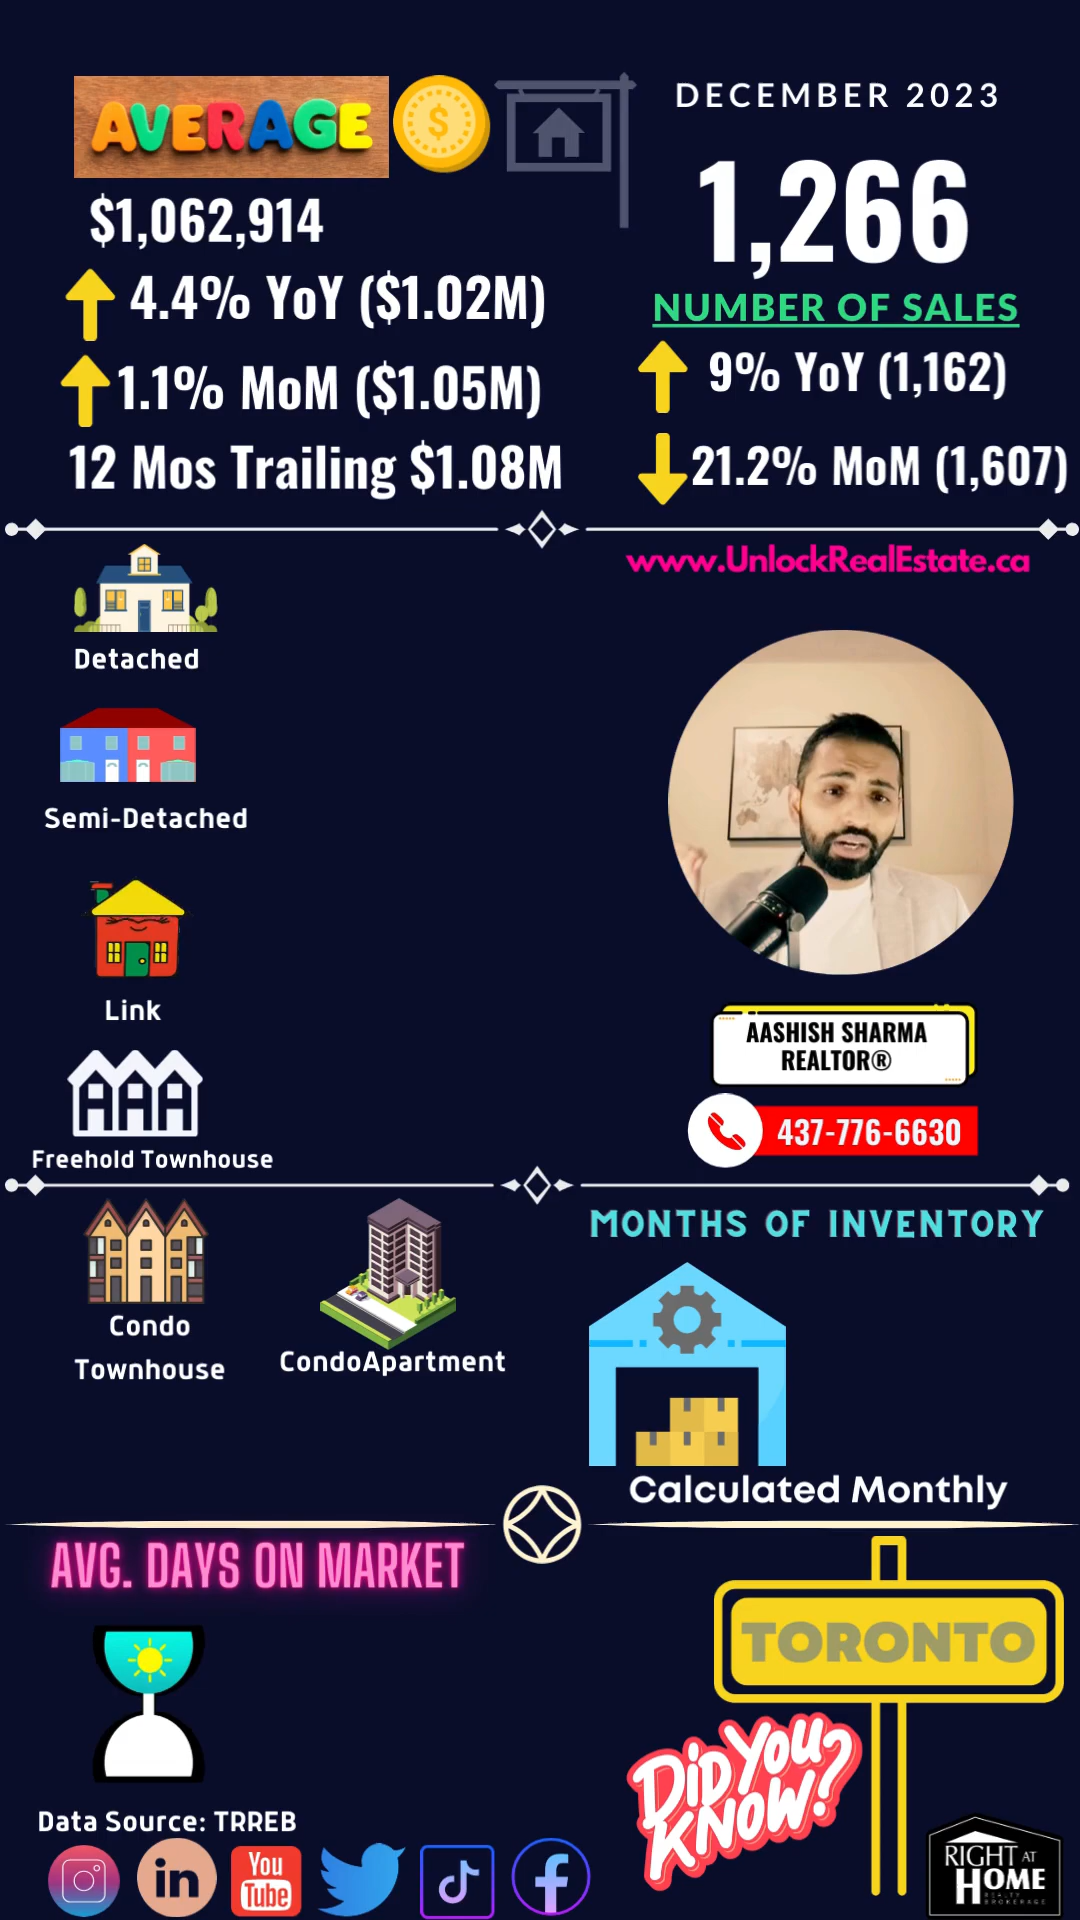 AVERAGE
$1,062,914
4.4% YoY ($1.02M)
1.1% MoM ($1.05M)
12 Mos Trailing $1.08M
DECEMBER 2023
1,266
NUMBER OF SALES
9% YoY (1,162)
21.2% MoM (1,607)
www.UnlockRealEstate.ca
Detached
Semi-Detached
Link
Freehold Townhouse
AASHISH SHARMA
REALTOR®
437-776-6630
Condo
Townhouse
CondoApartment
MONTHS OF INVENTORY
Calculated Monthly
AVG. DAYS ON MARKET
TORONTO
DiD YOU
KNOW?
Data Source: TRREB
in
You
Tube
RIGHT AT
HOME
REALTY
BROKERAGE